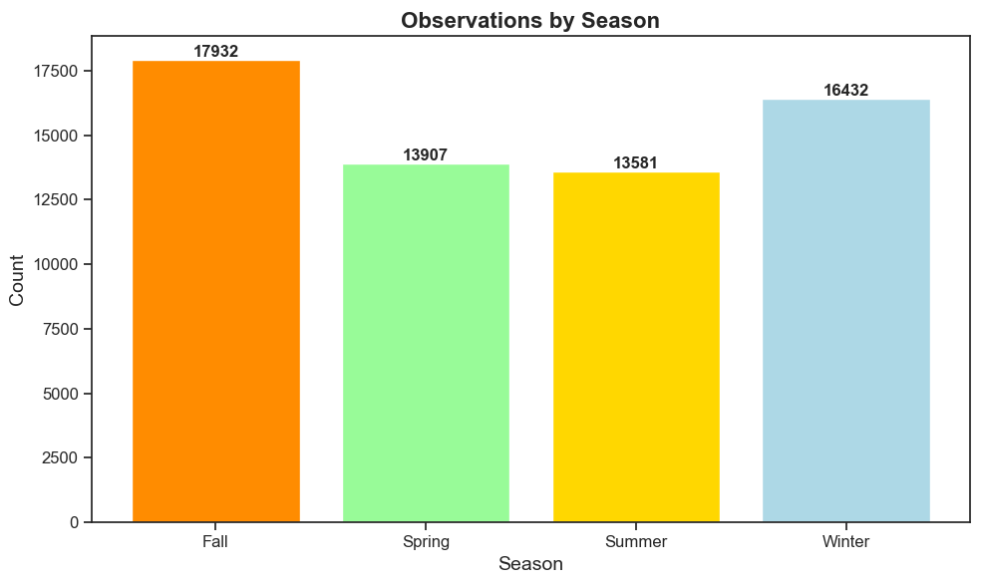 Observations by Season
17932
13907
13581
16432
17500
15000
12500
10000
7500
5000
2500
0
Count
Fall
Spring
Summer
Winter
Season